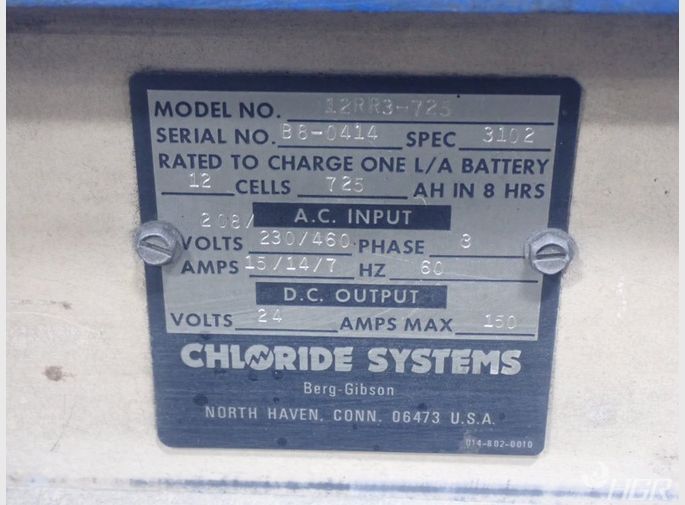 MODEL NO. 12RR3-725
SERIAL NO. B8-0414 SPEC 3102
RATED TO CHARGE ONE L/A BATTERY
12 CELLS 725 AH IN 8 HRS
208/ A.C. INPUT
VOLTS 230/460 PHASE 3
AMPS 15/14/7 HZ 60
D.C. OUTPUT
VOLTS 24 AMPS MAX 150
CHLORIDE SYSTEMS
Berg-Gibson
NORTH HAVEN, CONN. 06473 U.S.A.
014-802-0010
HGR